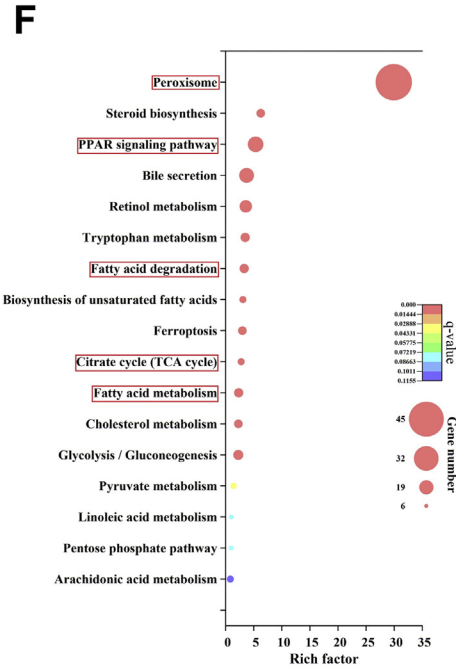 F
Peroxisome
Steroid biosynthesis
PPAR signaling pathway
Bile secretion
Retinol metabolism
Tryptophan metabolism
Fatty acid degradation
Biosynthesis of unsaturated fatty acids
Ferroptosis
Citrate cycle (TCA cycle)
Fatty acid metabolism
Cholesterol metabolism
Glycolysis / Gluconeogenesis
Pyruvate metabolism
Linoleic acid metabolism
Pentose phosphate pathway
Arachidonic acid metabolism
0 5 10 15 20 25 30 35
Rich factor
0.000
0.01444
0.02888
0.04331
0.05775
0.07219
0.08663
0.1011
0.1155
q-value
45
32
19
6
Gene number